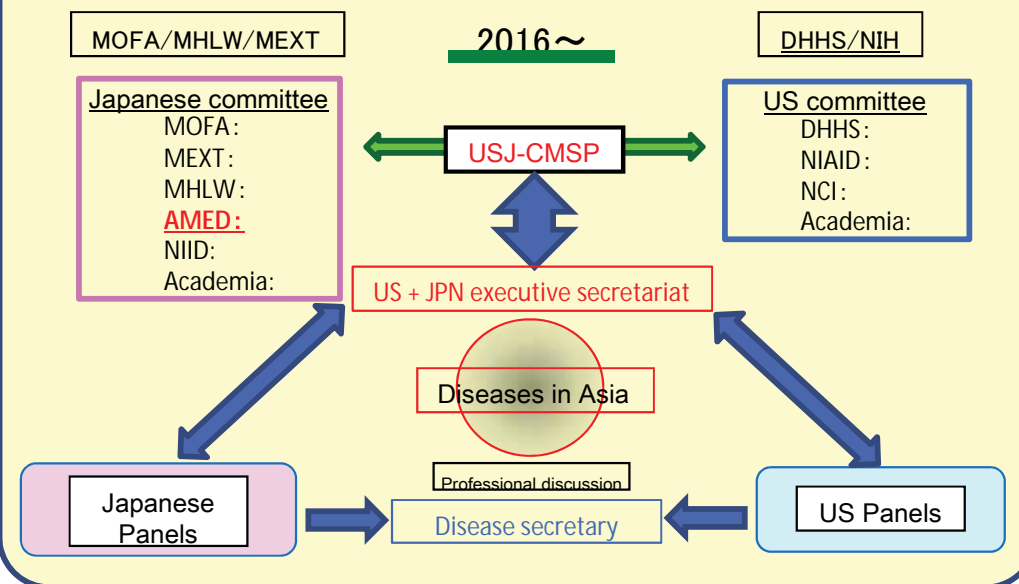 MOFA/MHLW/MEXT
2016～
DHHS/NIH
Japanese committee
MOFA:
MEXT:
MHLW:
AMED:
NIID:
Academia:
USJ-CMSP
US committee
DHHS:
NIAID:
NCI:
Academia:
US + JPN executive secretariat
Diseases in Asia
Professional discussion
Japanese
Panels
Disease secretary
US Panels